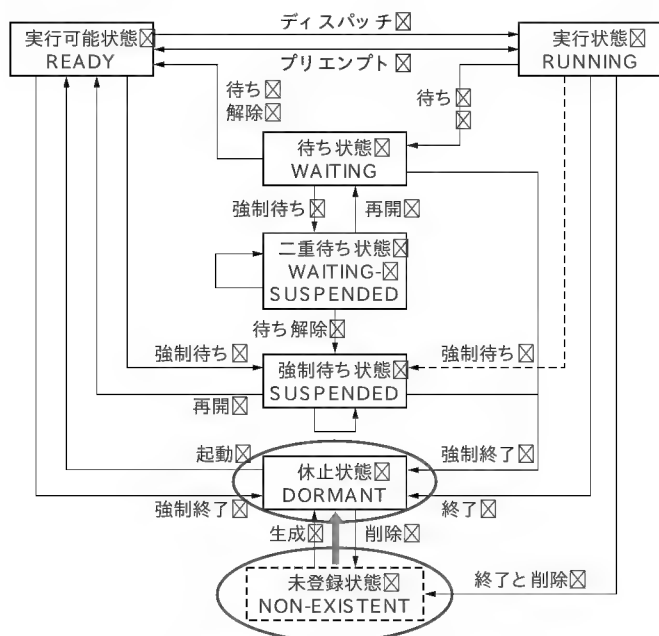 ディスパッチ
実行可能状態
READY
実行状態
RUNNING
プリエンプト
待ち
解除
待ち
待ち状態
WAITING
強制待ち
再開
二重待ち状態
WAITING-
SUSPENDED
待ち解除
強制待ち
強制待ち状態
SUSPENDED
強制待ち
再開
起動
休止状態
DORMANT
強制終了
強制終了
終了
生成
削除
未登録状態
NON-EXISTENT
終了と削除